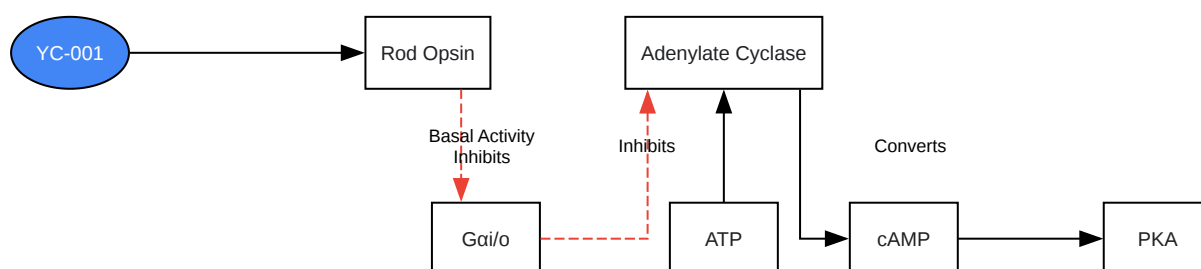 YC-001
Rod Opsin
Adenylate Cyclase
Basal Activity
Inhibits
Inhibits
Converts
Gαi/o
ATP
cAMP
PKA